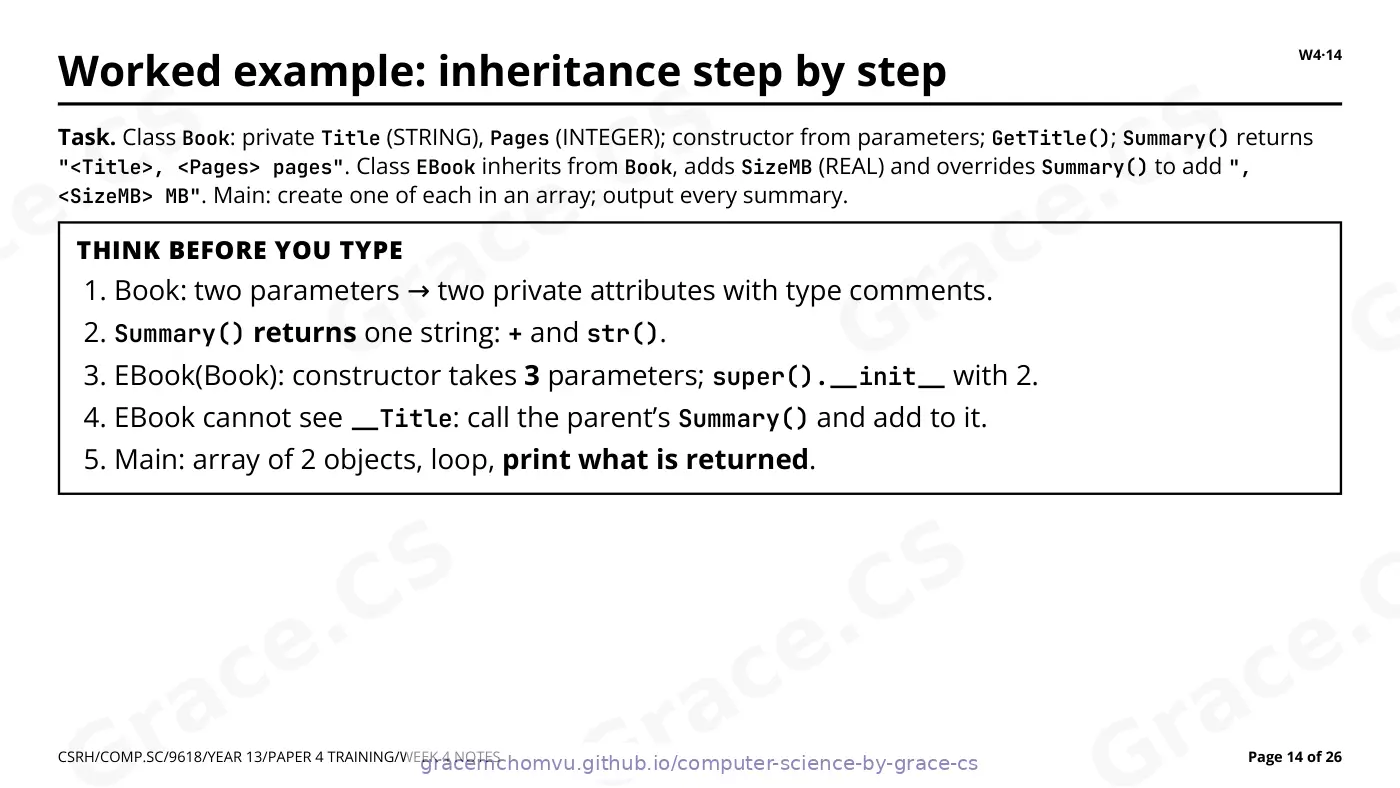 Worked example: inheritance step by step
W4·14
Task. Class Book: private Title (STRING), Pages (INTEGER); constructor from parameters; GetTitle(); Summary() returns
"<Title>, <Pages> pages". Class EBook inherits from Book, adds SizeMB (REAL) and overrides Summary() to add ",
<SizeMB> MB". Main: create one of each in an array; output every summary.
THINK BEFORE YOU TYPE
1. Book: two parameters → two private attributes with type comments.
2. Summary() returns one string: + and str().
3. EBook(Book): constructor takes 3 parameters; super().__init__ with 2.
4. EBook cannot see __Title: call the parent’s Summary() and add to it.
5. Main: array of 2 objects, loop, print what is returned.
Grace.CS
CSRH/COMP.SC/9618/YEAR 13/PAPER 4 TRAINING/WEEK 4 NOTES
gracemchomvu.github.io/computer-science-by-grace-cs
Page 14 of 26